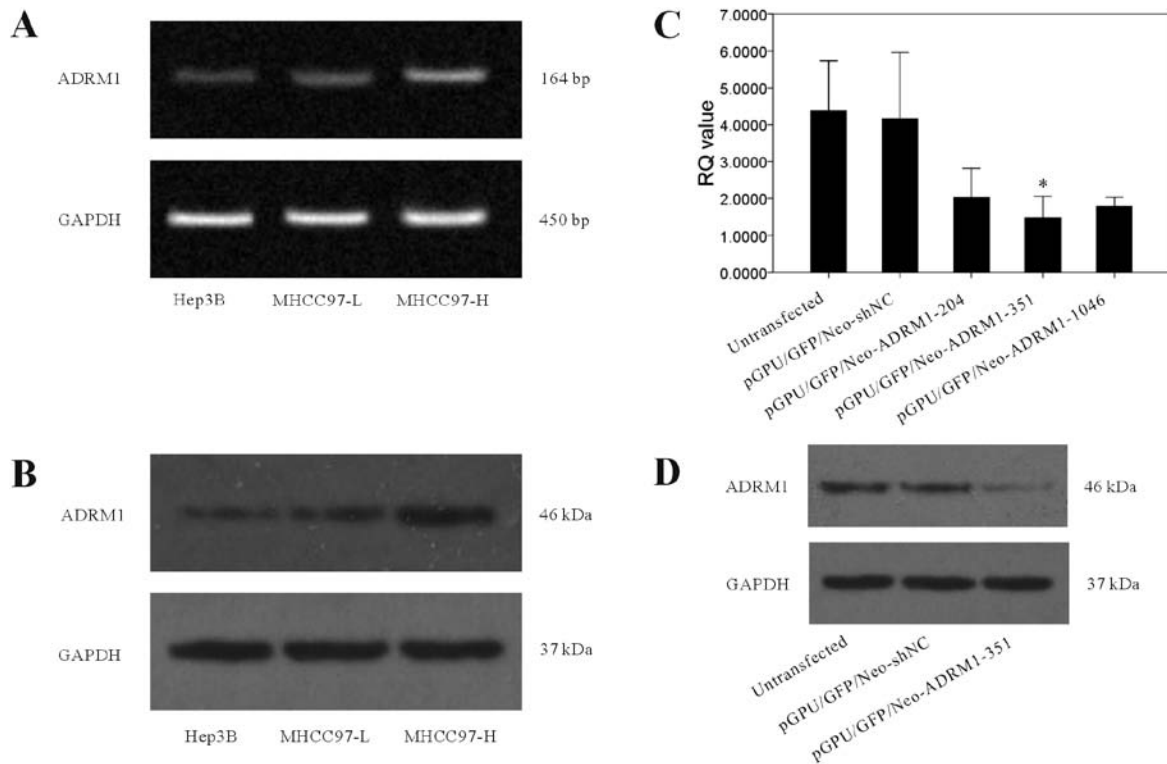 A
ADRM1
164 bp
GAPDH
450 bp
Hep3B
MHCC97-L
MHCC97-H
B
ADRM1
46 kDa
GAPDH
37 kDa
Hep3B
MHCC97-L
MHCC97-H
C
RQ value
7.0000
6.0000
5.0000
4.0000
3.0000
2.0000
1.0000
0.0000
*
Untransfected
pGPU/GFP/Neo-shNC
pGPU/GFP/Neo-ADRM1-204
pGPU/GFP/Neo-ADRM1-351
pGPU/GFP/Neo-ADRM1-1046
D
ADRM1
46 kDa
GAPDH
37 kDa
Untransfected
pGPU/GFP/Neo-shNC
pGPU/GFP/Neo-ADRM1-351